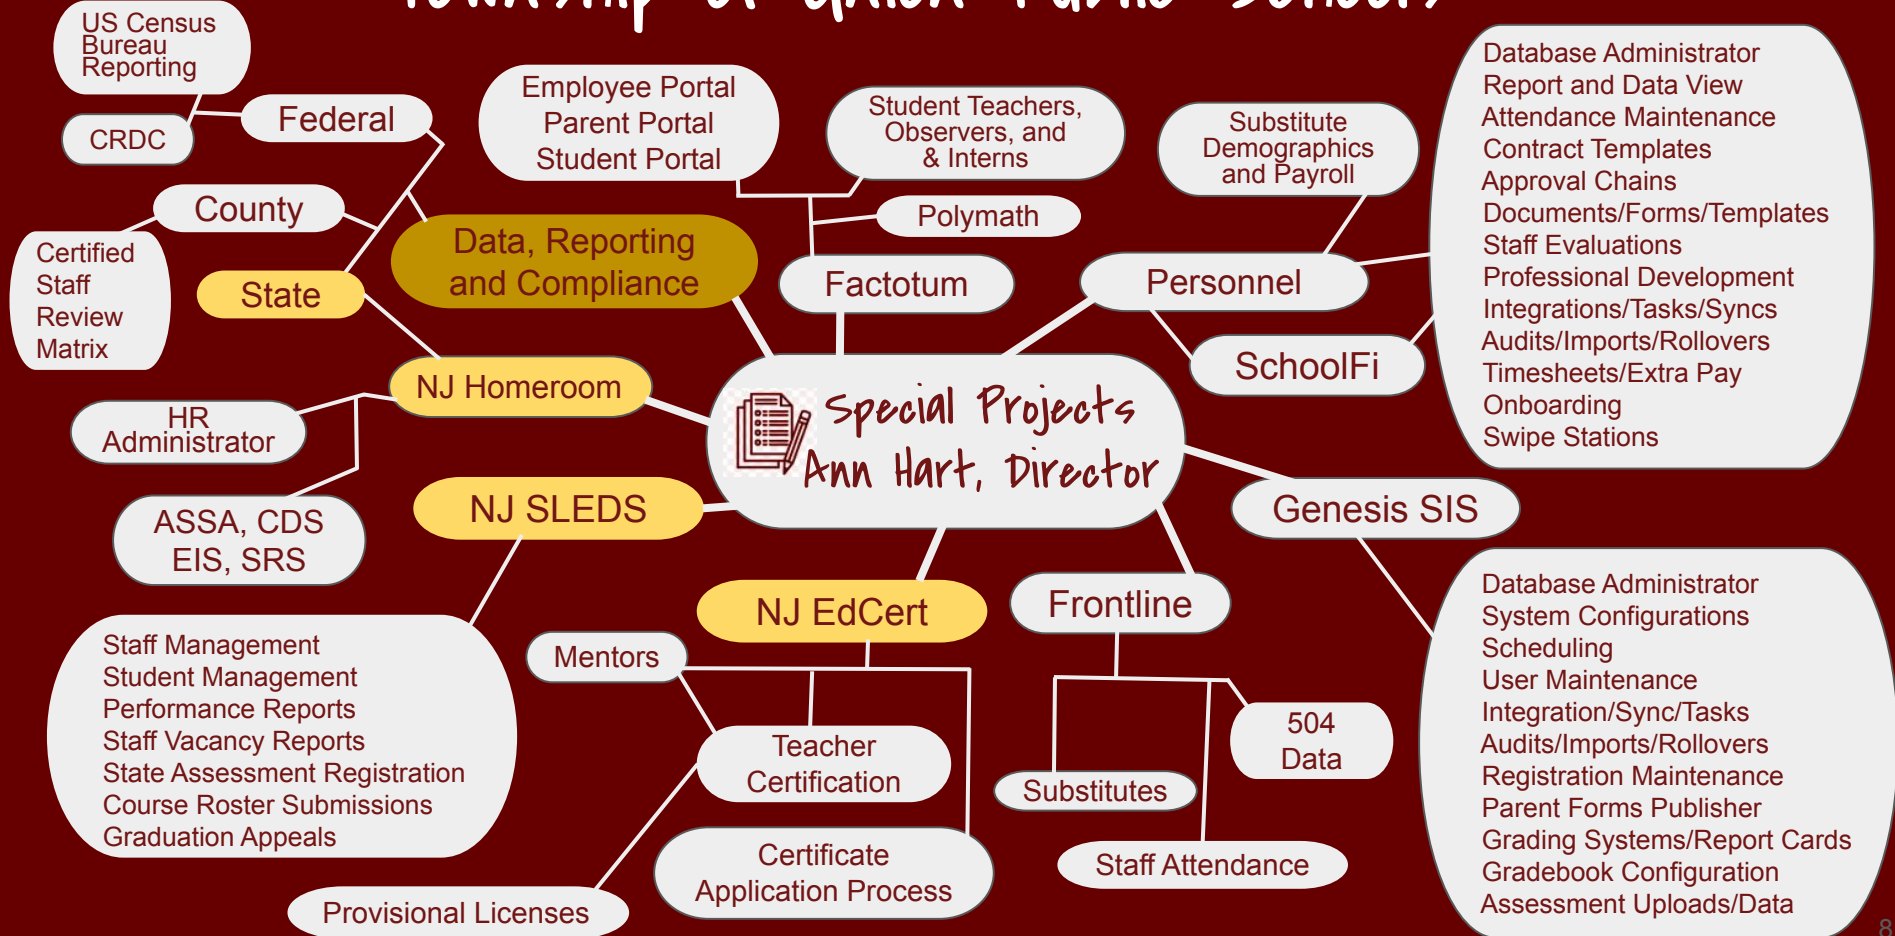 Township of Union Public Schools
US Census
Bureau
Reporting
Federal
CRDC
County
Certified
Staff
Review
Matrix
State
Data, Reporting
and Compliance
Employee Portal
Parent Portal
Student Portal
Student Teachers,
Observers, and
& Interns
Polymath
Factotum
Substitute
Demographics
and Payroll
Personnel
SchoolFi
Database Administrator
Report and Data View
Attendance Maintenance
Contract Templates
Approval Chains
Documents/Forms/Templates
Staff Evaluations
Professional Development
Integrations/Tasks/Syncs
Audits/Imports/Rollovers
Timesheets/Extra Pay
Onboarding
Swipe Stations
NJ Homeroom
HR
Administrator
ASSA, CDS
EIS, SRS
Special Projects
Ann Hart, Director
NJ SLEDS
Staff Management
Student Management
Performance Reports
Staff Vacancy Reports
State Assessment Registration
Course Roster Submissions
Graduation Appeals
NJ EdCert
Mentors
Teacher
Certification
Certificate
Application Process
Provisional Licenses
Frontline
Substitutes
504
Data
Staff Attendance
Genesis SIS
Database Administrator
System Configurations
Scheduling
User Maintenance
Integration/Sync/Tasks
Audits/Imports/Rollovers
Registration Maintenance
Parent Forms Publisher
Grading Systems/Report Cards
Gradebook Configuration
Assessment Uploads/Data
8